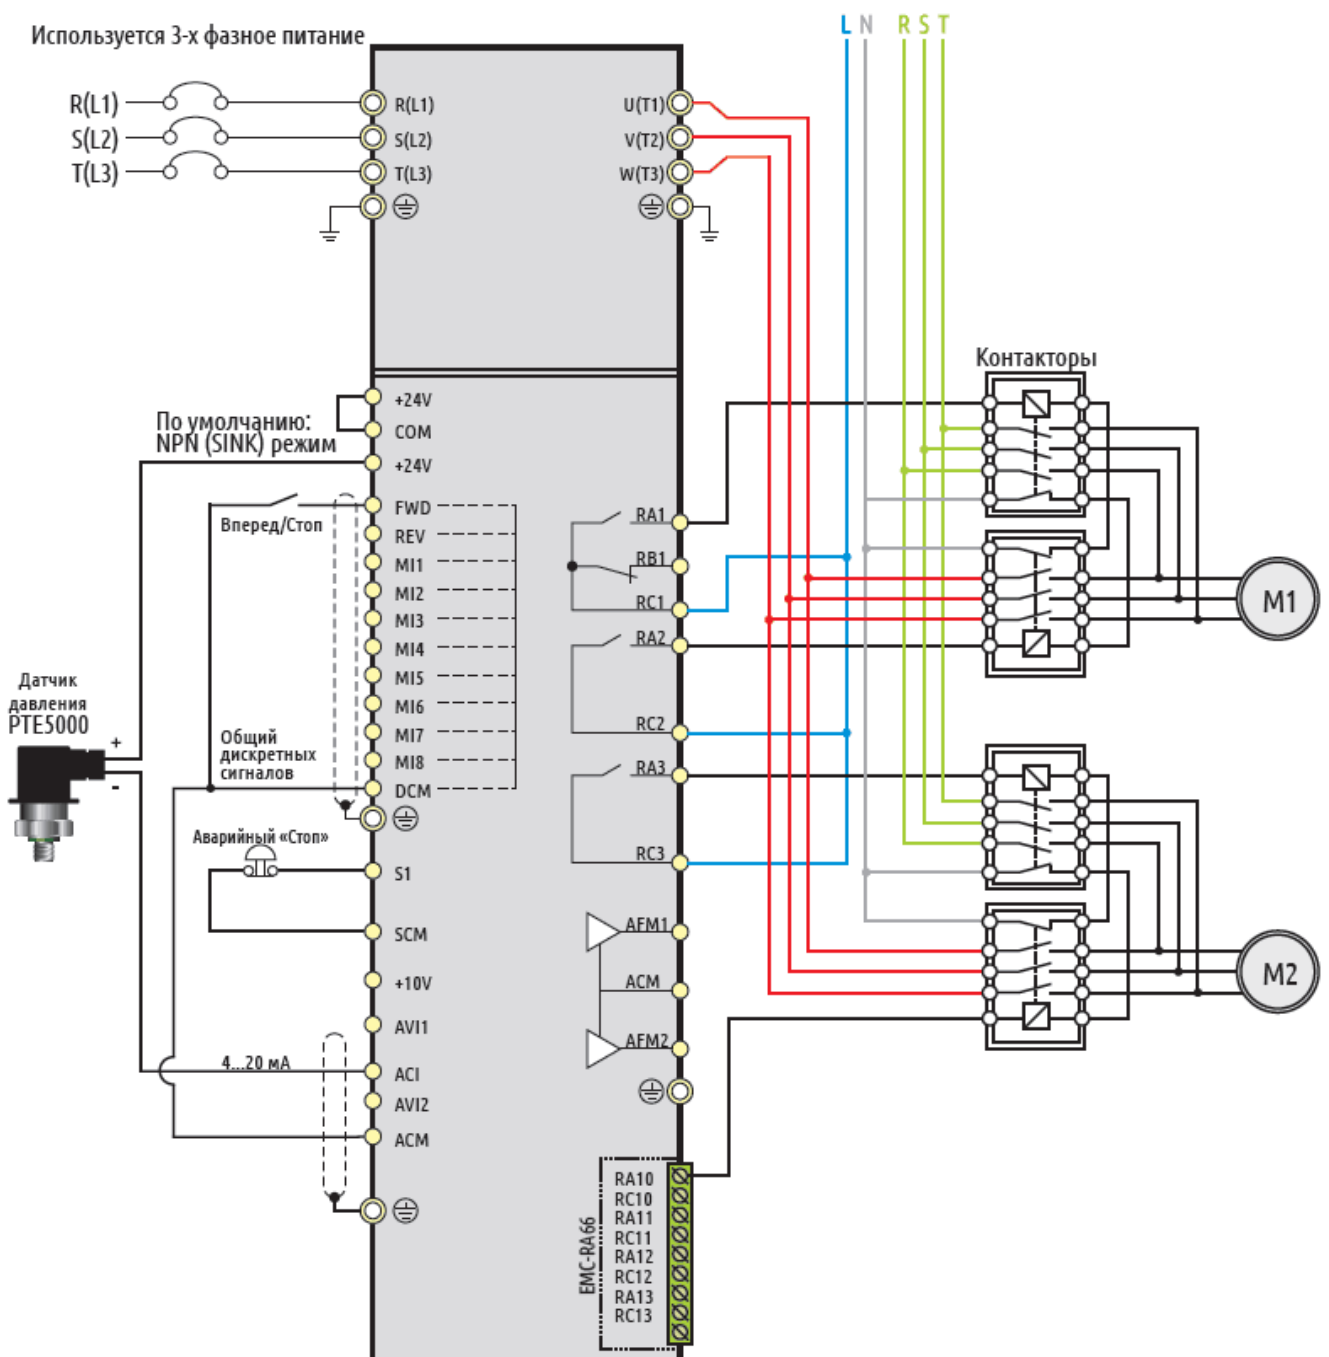 Используется 3-х фазное питание
L N R S T
R(L1)
S(L2)
T(L3)
R(L1)
S(L2)
T(L3)
U(T1)
V(T2)
W(T3)
Контакторы
По умолчанию:
NPN (SINK) режим
+24V
COM
+24V
Вперед/Стоп
FWD
REV
MI1
MI2
MI3
MI4
MI5
MI6
MI7
MI8
DCM
Общий
дискретных
сигналов
Датчик
давления
PTE5000
+
-
Аварийный «Стоп»
S1
SCM
+10V
AVI1
4...20 мА
ACI
AVI2
ACM
RA1
RB1
RC1
RA2
RC2
RA3
RC3
AFM1
ACM
AFM2
M1
M2
EMC-RA66
RA10
RC10
RA11
RC11
RA12
RC12
RA13
RC13